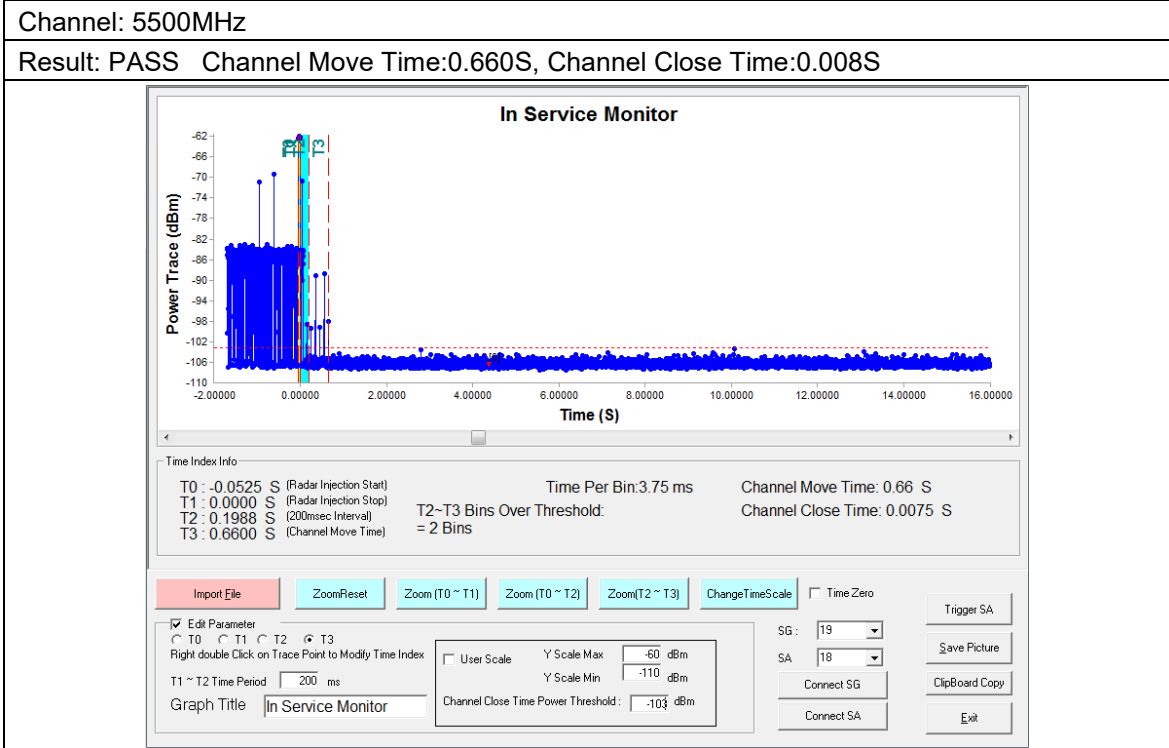 Channel: 5500MHz
Result: PASS   Channel Move Time:0.660S, Channel Close Time:0.008S
In Service Monitor
-62
-66
-70
-74
-78
-82
-86
-90
-94
-98
-102
-106
-110
Power Trace (dBm)
T2
T3
-2.00000 0.00000 2.00000 4.00000 6.00000 8.00000 10.00000 12.00000 14.00000 16.00000
Time (S)
Time Index Info
T0 : -0.0525 S (Radar Injection Start)
T1 : 0.0000 S (Radar Injection Stop)
T2 : 0.1988 S (200msec Interval)
T3 : 0.6600 S (Channel Move Time)
Time Per Bin:3.75 ms
T2~T3 Bins Over Threshold:
= 2 Bins
Channel Move Time: 0.66 S
Channel Close Time: 0.0075 S
Import File ZoomReset Zoom (T0 ~ T1) Zoom (T0 ~ T2) Zoom(T2 ~ T3) ChangeTimeScale Time Zero
Edit Parameter
T0 T1 T2 T3
Right double Click on Trace Point to Modify Time Index
T1 ~ T2 Time Period 200 ms
Graph Title In Service Monitor
User Scale
Y Scale Max -60 dBm
Y Scale Min -110 dBm
Channel Close Time Power Threshold : -103 dBm
SG : 19
SA 18
Connect SG
Connect SA
Trigger SA
Save Picture
ClipBoard Copy
Exit